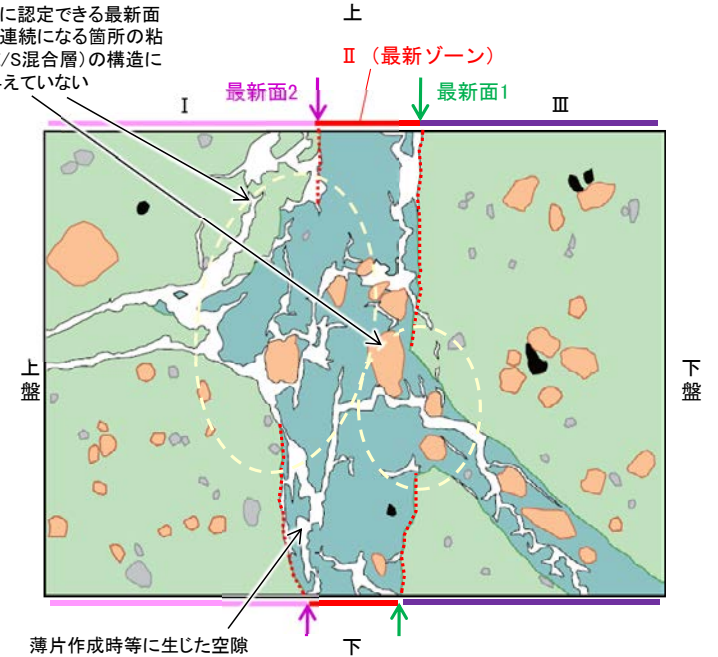 に認定できる最新面
連続になる箇所の粘
/S混合層)の構造に
えていない
上
Ⅱ（最新ゾーン）
最新面2
最新面1
Ⅰ
Ⅲ
上盤
下盤
薄片作成時等に生じた空隙
下